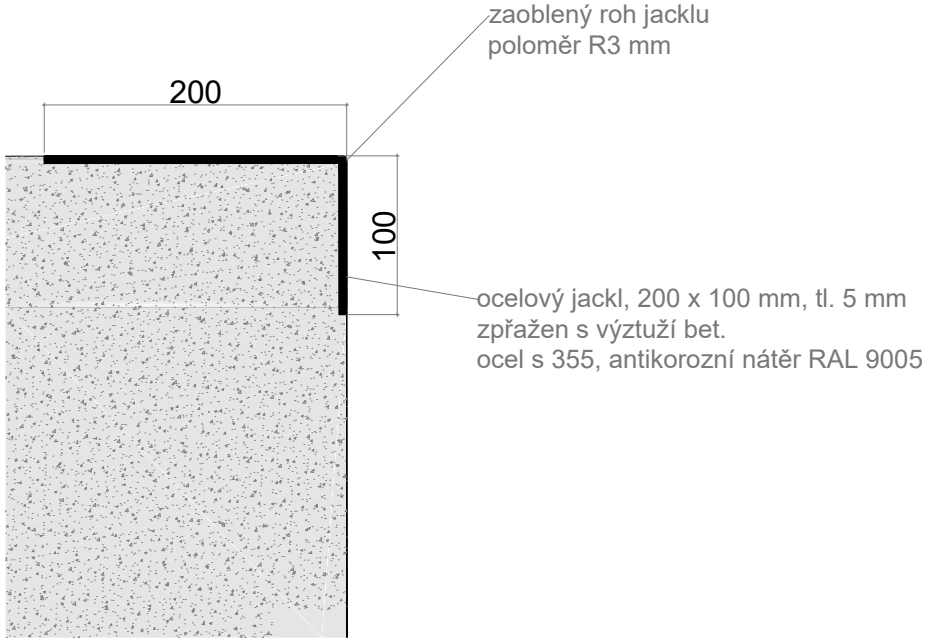 zaoblený roh jacklu
poloměr R3 mm
200
100
ocelový jackl, 200 x 100 mm, tl. 5 mm
zpřažen s výztuží bet.
ocel s 355, antikorozní nátěr RAL 9005